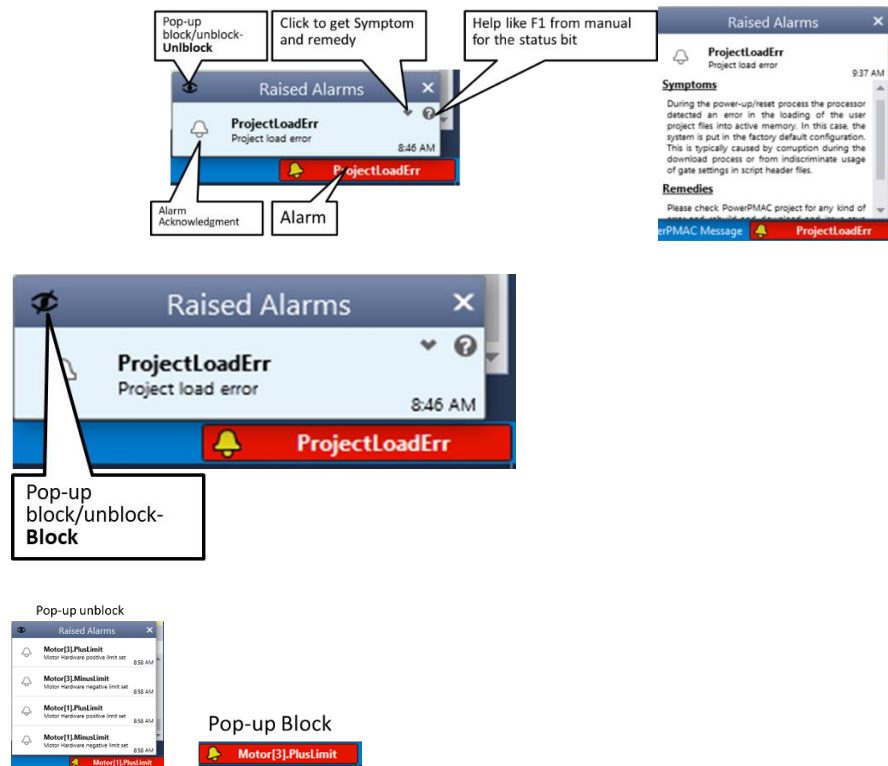 Pop-up
block/unblock-
Unlblock
Click to get Symptom
and remedy
Help like F1 from manual
for the status bit
Raised Alarms
ProjectLoadErr
Project load error
8:46 AM
ProjectLoadErr
Alarm
Acknowledgment
Alarm
Raised Alarms
ProjectLoadErr
Project load error
9:37 AM
Symptoms
During the power-up/reset process the processor
detected an error in the loading of the user
project files into active memory. In this case, the
system is put in the factory default configuration.
This is typically caused by corruption during the
download process or from indiscriminate usage
of gate settings in script header files.
Remedies
Please check PowerPMAC project for any kind of
error and rebuild and download and issue save
erPMAC Message
ProjectLoadErr
Raised Alarms
ProjectLoadErr
Project load error
8:46 AM
ProjectLoadErr
Pop-up
block/unblock-
Block
Pop-up unblock
Raised Alarms
Motor[3].PlusLimit
Motor Hardware positive limit set
8:58 AM
Motor[3].MinusLimit
Motor Hardware negative limit set
8:58 AM
Motor[1].PlusLimit
Motor Hardware positive limit set
8:58 AM
Motor[1].MinusLimit
Motor Hardware negative limit set
8:58 AM
Motor[1].PlusLimit
Pop-up Block
Motor[3].PlusLimit